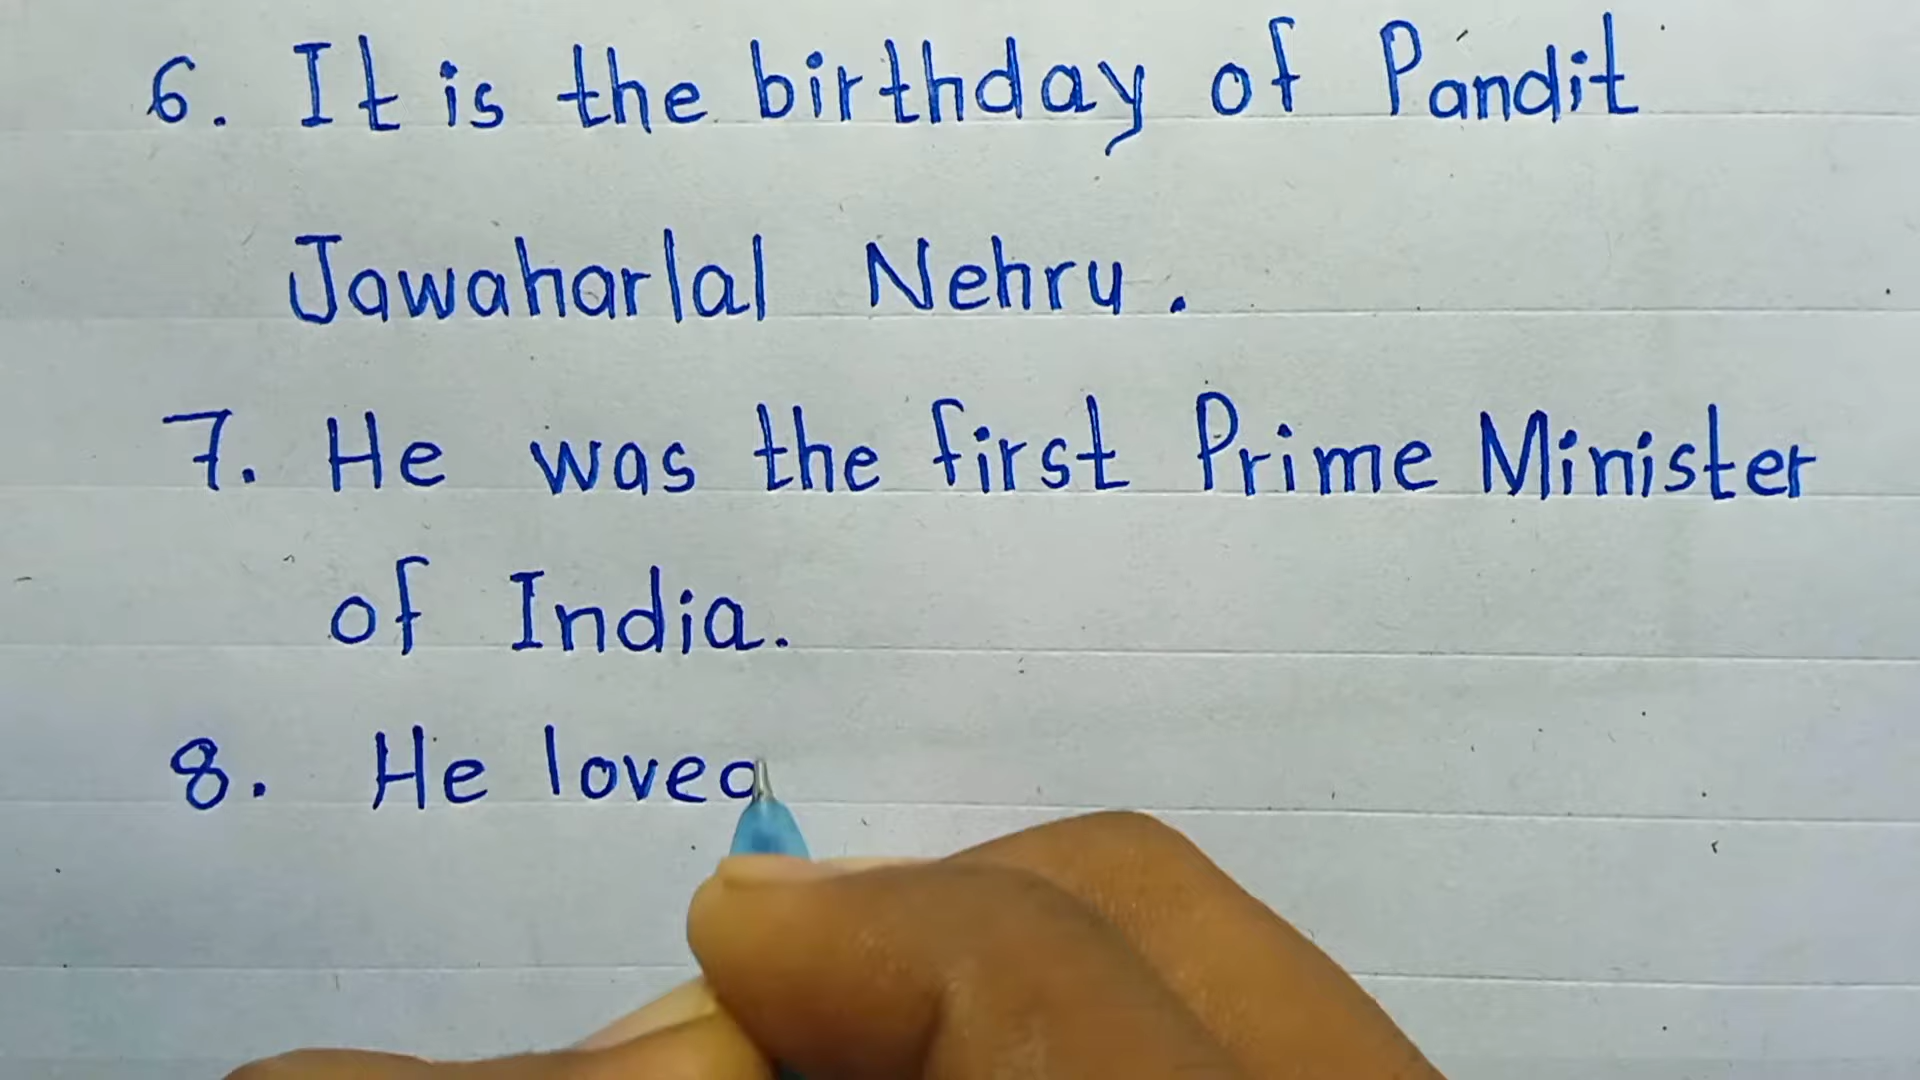 6. It is the birthday of Pandit
Jawaharlal Nehru.
7. He was the first Prime Minister
of India.
8. He love